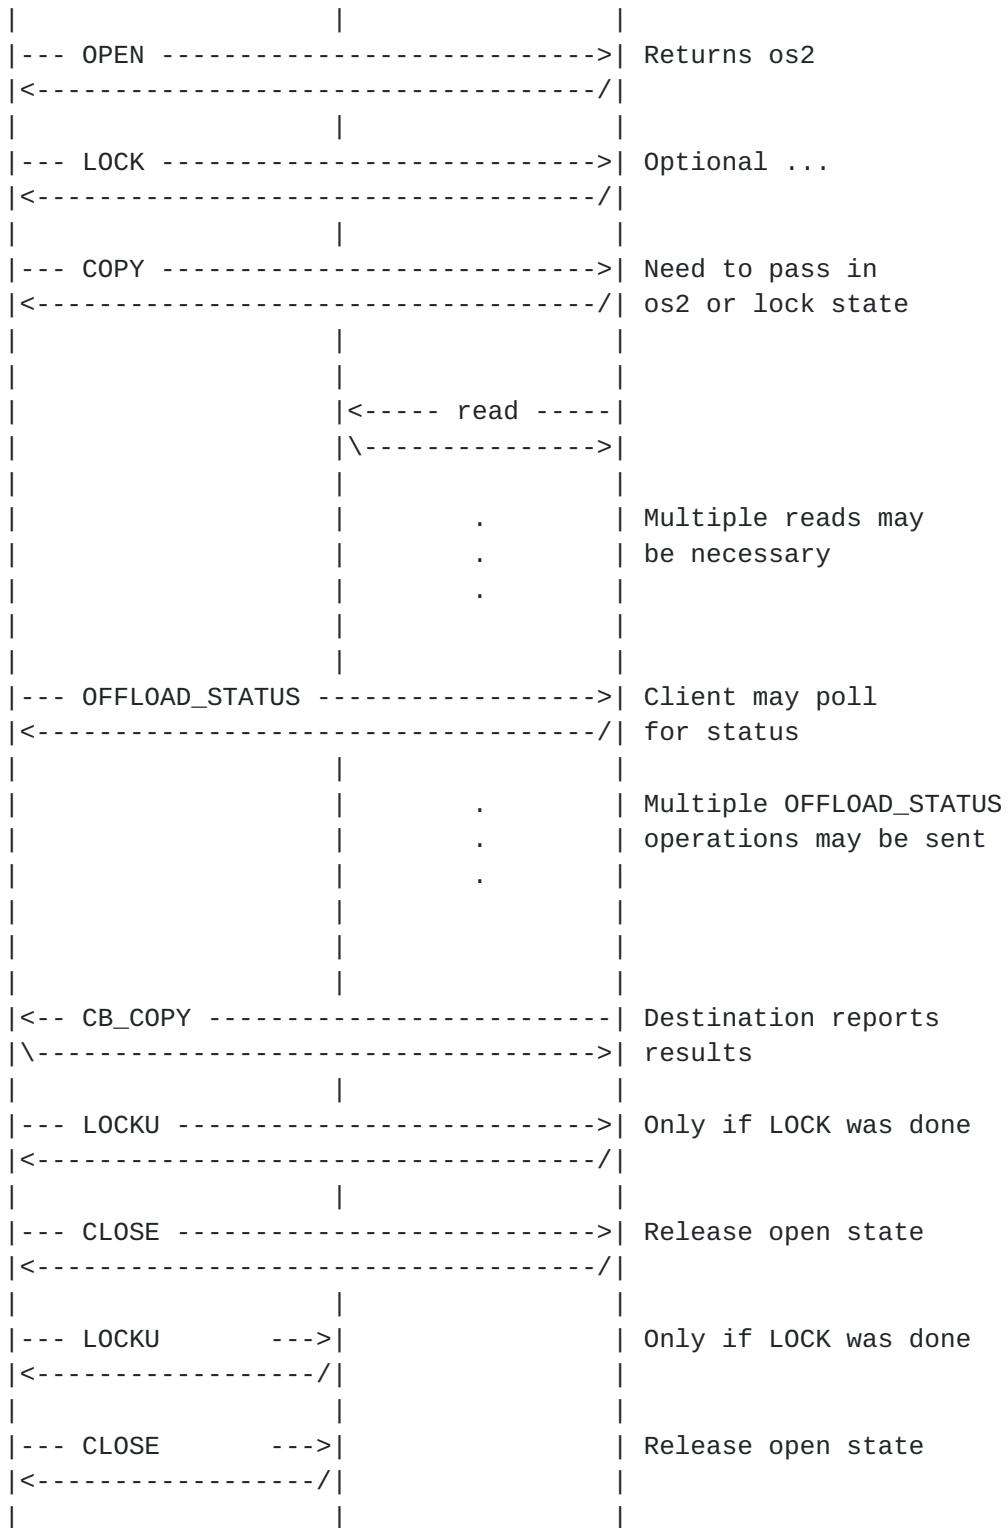 |                    |                 |
|--- OPEN ---------------------------->| Returns os2
|<------------------------------------/|
|                    |                 |
|--- LOCK ---------------------------->| Optional ...
|<------------------------------------/|
|                    |                 |
|--- COPY ---------------------------->| Need to pass in
|<------------------------------------/| os2 or lock state
|                    |                 |
|                    |                 |
|                    |<----- read -----|
|                    |\--------------->|
|                    |                 |
|                    |        .        | Multiple reads may
|                    |        .        | be necessary
|                    |        .        |
|                    |                 |
|                    |                 |
|--- OFFLOAD_STATUS ------------------>| Client may poll
|<------------------------------------/| for status
|                    |                 |
|                    |        .        | Multiple OFFLOAD_STATUS
|                    |        .        | operations may be sent
|                    |        .        |
|                    |                 |
|                    |                 |
|                    |                 |
|<-- CB_COPY --------------------------| Destination reports
|\------------------------------------>| results
|                    |                 |
|--- LOCKU --------------------------->| Only if LOCK was done
|<------------------------------------/|
|                    |                 |
|--- CLOSE --------------------------->| Release open state
|<------------------------------------/|
|                    |                 |
|--- LOCKU       --->|                 | Only if LOCK was done
|<------------------/|                 |
|                    |                 |
|--- CLOSE       --->|                 | Release open state
|<------------------/|                 |
|                    |                 |